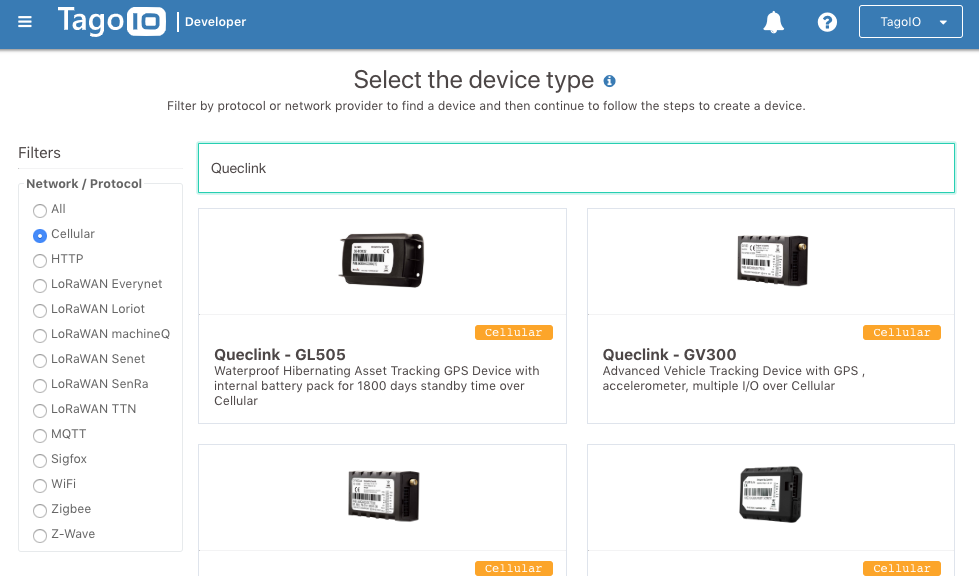 TagoIO
Developer
TagoIO
Select the device type
Filter by protocol or network provider to find a device and then continue to follow the steps to create a device.
Filters
Network / Protocol
All
Cellular
HTTP
LoRaWAN Everynet
LoRaWAN Loriot
LoRaWAN machineQ
LoRaWAN Senet
LoRaWAN SenRa
LoRaWAN TTN
MQTT
Sigfox
WiFi
Zigbee
Z-Wave
Queclink
Cellular
Queclink - GL505
Waterproof Hibernating Asset Tracking GPS Device with
internal battery pack for 1800 days standby time over
Cellular
Cellular
Queclink - GV300
Advanced Vehicle Tracking Device with GPS ,
accelerometer, multiple I/O over Cellular
Cellular
Cellular